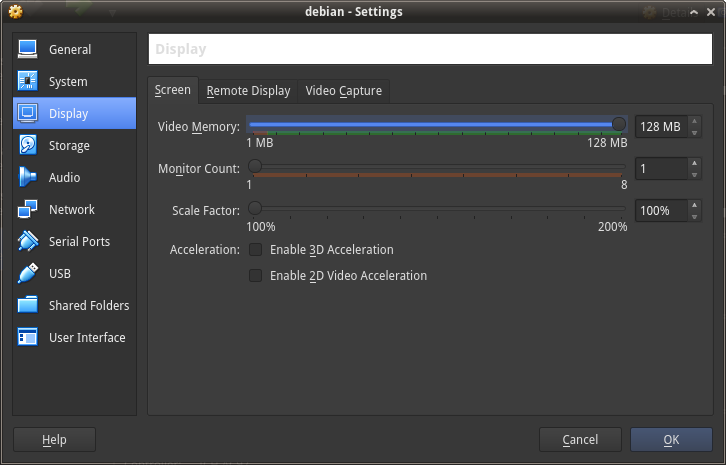 debian - Settings
General
System
Display
Storage
Audio
Network
Serial Ports
USB
Shared Folders
User Interface
Display
Screen Remote Display Video Capture
Video Memory: 128 MB
1 MB 128 MB
Monitor Count: 1
1 8
Scale Factor: 100%
100% 200%
Acceleration: Enable 3D Acceleration
Enable 2D Video Acceleration
Help Cancel OK